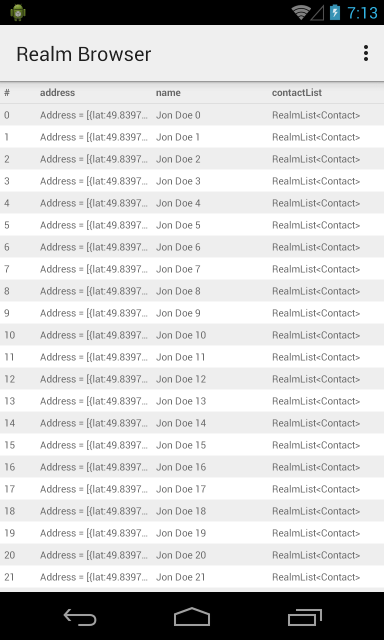 7:13
Realm Browser
# address name contactList
0 Address = [{lat:49.8397... Jon Doe 0 RealmList<Contact>
1 Address = [{lat:49.8397... Jon Doe 1 RealmList<Contact>
2 Address = [{lat:49.8397... Jon Doe 2 RealmList<Contact>
3 Address = [{lat:49.8397... Jon Doe 3 RealmList<Contact>
4 Address = [{lat:49.8397... Jon Doe 4 RealmList<Contact>
5 Address = [{lat:49.8397... Jon Doe 5 RealmList<Contact>
6 Address = [{lat:49.8397... Jon Doe 6 RealmList<Contact>
7 Address = [{lat:49.8397... Jon Doe 7 RealmList<Contact>
8 Address = [{lat:49.8397... Jon Doe 8 RealmList<Contact>
9 Address = [{lat:49.8397... Jon Doe 9 RealmList<Contact>
10 Address = [{lat:49.8397... Jon Doe 10 RealmList<Contact>
11 Address = [{lat:49.8397... Jon Doe 11 RealmList<Contact>
12 Address = [{lat:49.8397... Jon Doe 12 RealmList<Contact>
13 Address = [{lat:49.8397... Jon Doe 13 RealmList<Contact>
14 Address = [{lat:49.8397... Jon Doe 14 RealmList<Contact>
15 Address = [{lat:49.8397... Jon Doe 15 RealmList<Contact>
16 Address = [{lat:49.8397... Jon Doe 16 RealmList<Contact>
17 Address = [{lat:49.8397... Jon Doe 17 RealmList<Contact>
18 Address = [{lat:49.8397... Jon Doe 18 RealmList<Contact>
19 Address = [{lat:49.8397... Jon Doe 19 RealmList<Contact>
20 Address = [{lat:49.8397... Jon Doe 20 RealmList<Contact>
21 Address = [{lat:49.8397... Jon Doe 21 RealmList<Contact>